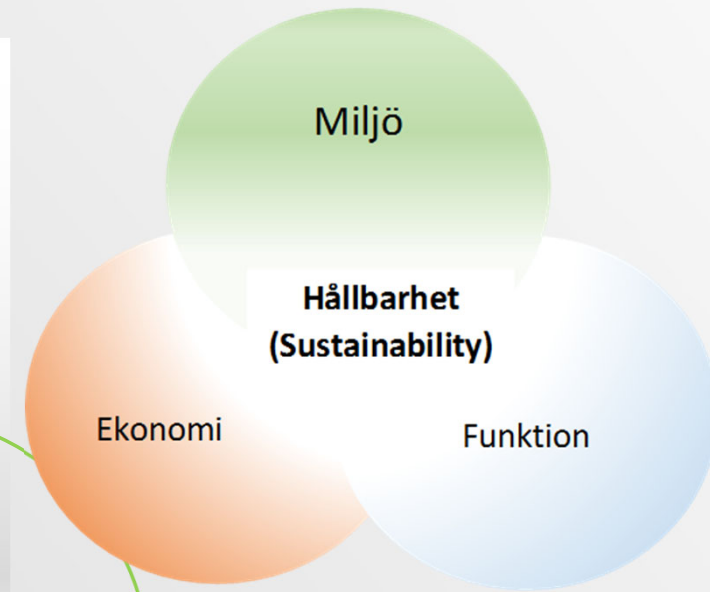 Miljö
Hållbarhet
(Sustainability)
Ekonomi
Funktion